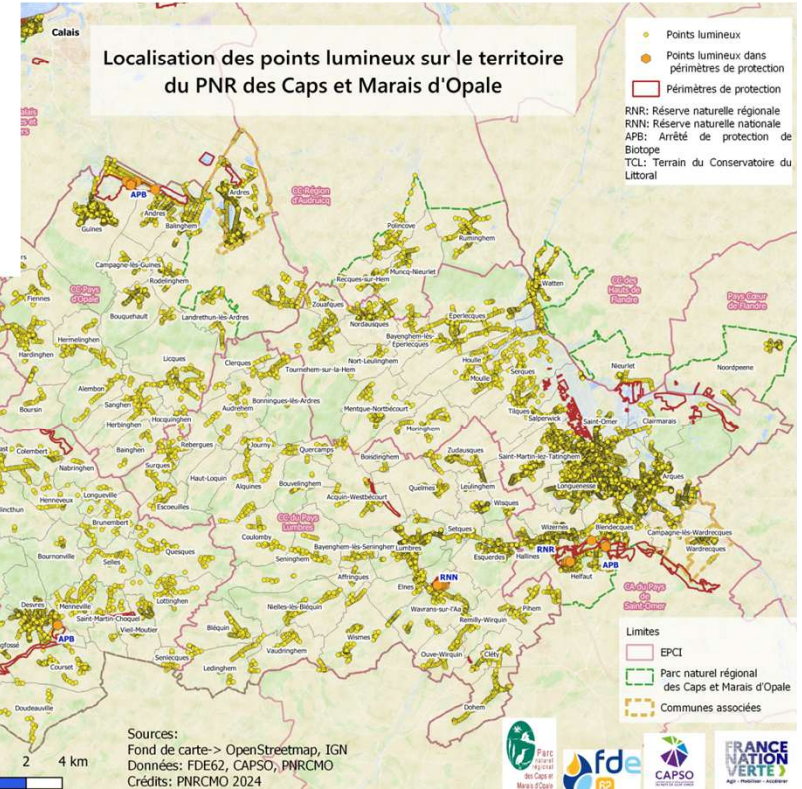 Calais
Localisation des points lumineux sur le territoire
du PNR des Caps et Marais d'Opale
Points lumineux
Points lumineux dans
périmètres de protection
Périmètres de protection
RNR: Réserve naturelle régionale
RNN: Réserve naturelle nationale
APB: Arrêté de protection de
Biotope
TCL: Terrain du Conservatoire du
Littoral
APB
Ardres
CC Région
d'Audruicq
Guînes
Andres
Balinghem
Polincove
Ruminghem
Campagne-lès-Guines
Rodelinghem
Muncq-Nieurlet
Recques-sur-Hem
Watten
CC des
Hauts de
Flandre
Pays Cœur
de Flandre
CC Pays
d'Opale
Fiennes
Bouquehault
Landrethun-lès-Ardres
Zouafques
Nordausques
Eperlecques
Bayenghem-lès-
Eperlecques
Hermelinghen
Hardinghen
Licques
Clerques
Tournehem-sur-la-Hem
Nort-Leulinghem
Houlle
Moulle
Serques
Nieurlet
Noordpeene
Alembon
Sanghen
Herbinghen
Hocquinghen
Audrehem
Bonningues-lès-Ardres
Mentque-Nortbécourt
Moringhem
Tilques
Salperwick
Saint-Omer
Clairmarais
Boursin
Colembert
Nabringhen
Bainghen
Rebergues
Surques
Journy
Quercamps
Boisdinghem
Zudausques
Saint-Martin-lez-Tatinghem
Haut-Loquin
Alquines
Bouvelinghem
Acquin-Westbécourt
Quelmes
Leulinghem
Longuenesse
Arques
Henneveux
Longueville
Escoeuilles
Wisques
Brunembert
CC du Pays
Lumbres
Coulomby
Setques
Wizernes
Blendecques
Campagne-lès-Wardrecques
Wardrecques
Bournonville
Selles
Quesques
Seninghem
Bayenghem-lès-Seninghem
Lumbres
Esquerdes
Hallines
RNR
APB
Helfaut
Affringues
Elnes
RNN
CA du Pays
de
Saint-Omer
Desvres
Menneville
Lottinghen
Saint-Martin-Choquel
Vieil-Moutier
Nielles-lès-Bléquin
Wavrans-sur-l'Aa
Pihem
Remilly-Wirquin
APB
Bléquin
Wismes
Courset
Senlecques
Vaudringhem
Ledinghem
Ouve-Wirquin
Cléty
Doudeauville
Dohem
Limites
EPCI
Parc naturel régional
des Caps et Marais d'Opale
Communes associées
Sources:
Fond de carte-> OpenStreetmap, IGN
Données: FDE62, CAPSO, PNRCMO
Crédits: PNRCMO 2024
2 4 km
Parc
naturel
régional
des Caps et
Marais d'Opale
fde
62
CAPSO
FRANCE
NATION
VERTE
Agir • Mobiliser • Accélérer